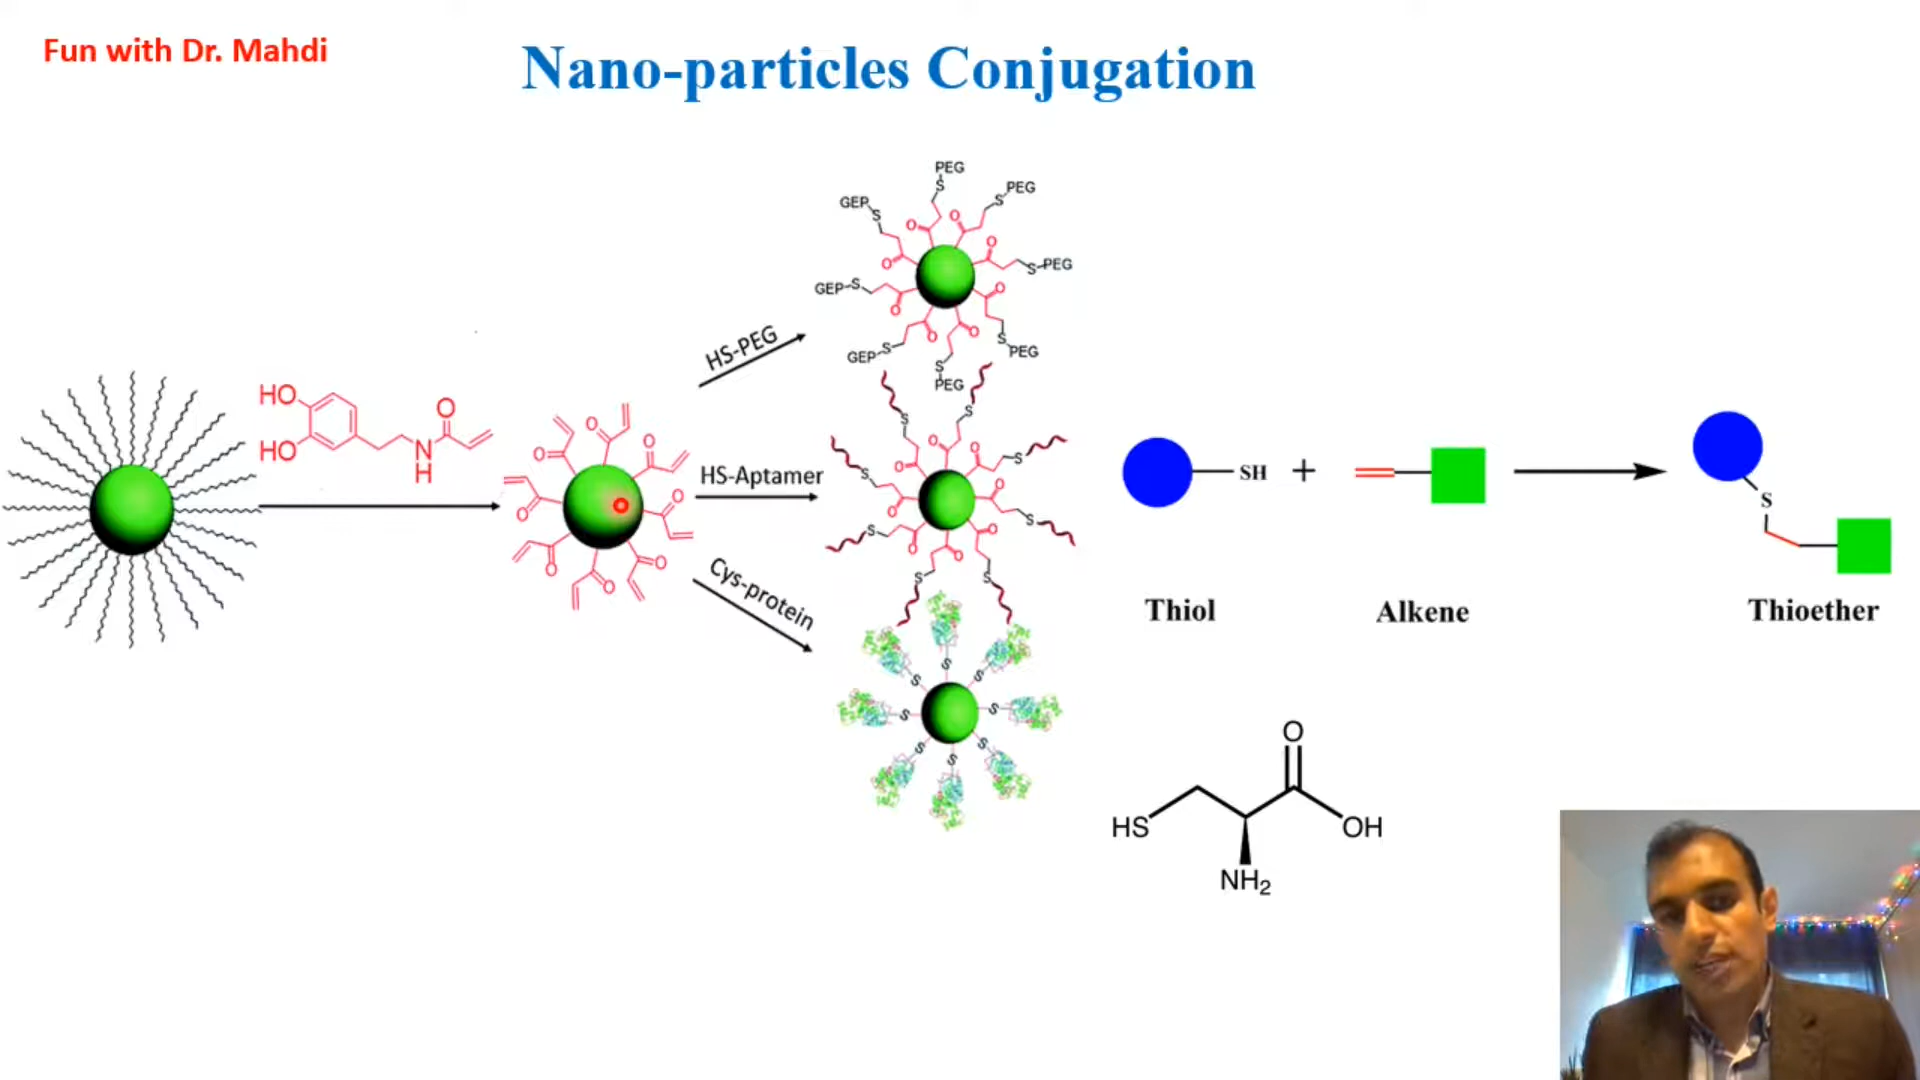 Fun with Dr. Mahdi
Nano-particles Conjugation
HO
HO
O
N
H
O
O
O
O
O
O
O
O
O
HS-PEG
HS-Aptamer
Cys-protein
PEG
S
PEG
S
GEP
S
O
O
O
O
S-PEG
GEP-S
O
O
O
O
GEP-S
S
PEG
S
PEG
S
S
O
O
S
S
O
O
O
S
S
O
O
O
S
S
S
S
S
S
S
S
S
S
SH
+
S
Thiol
Alkene
Thioether
O
HS
OH
NH₂